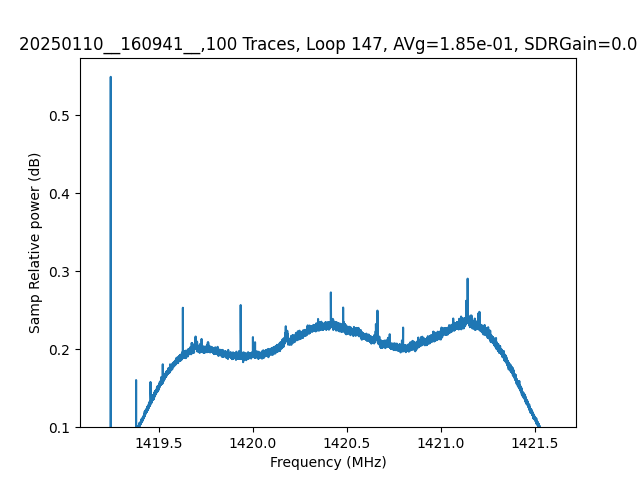 20250110__160941__,100 Traces, Loop 147, AVg=1.85e-01, SDRGain=0.0
Samp Relative power (dB)
0.5
0.4
0.3
0.2
0.1
1419.5 1420.0 1420.5 1421.0 1421.5
Frequency (MHz)